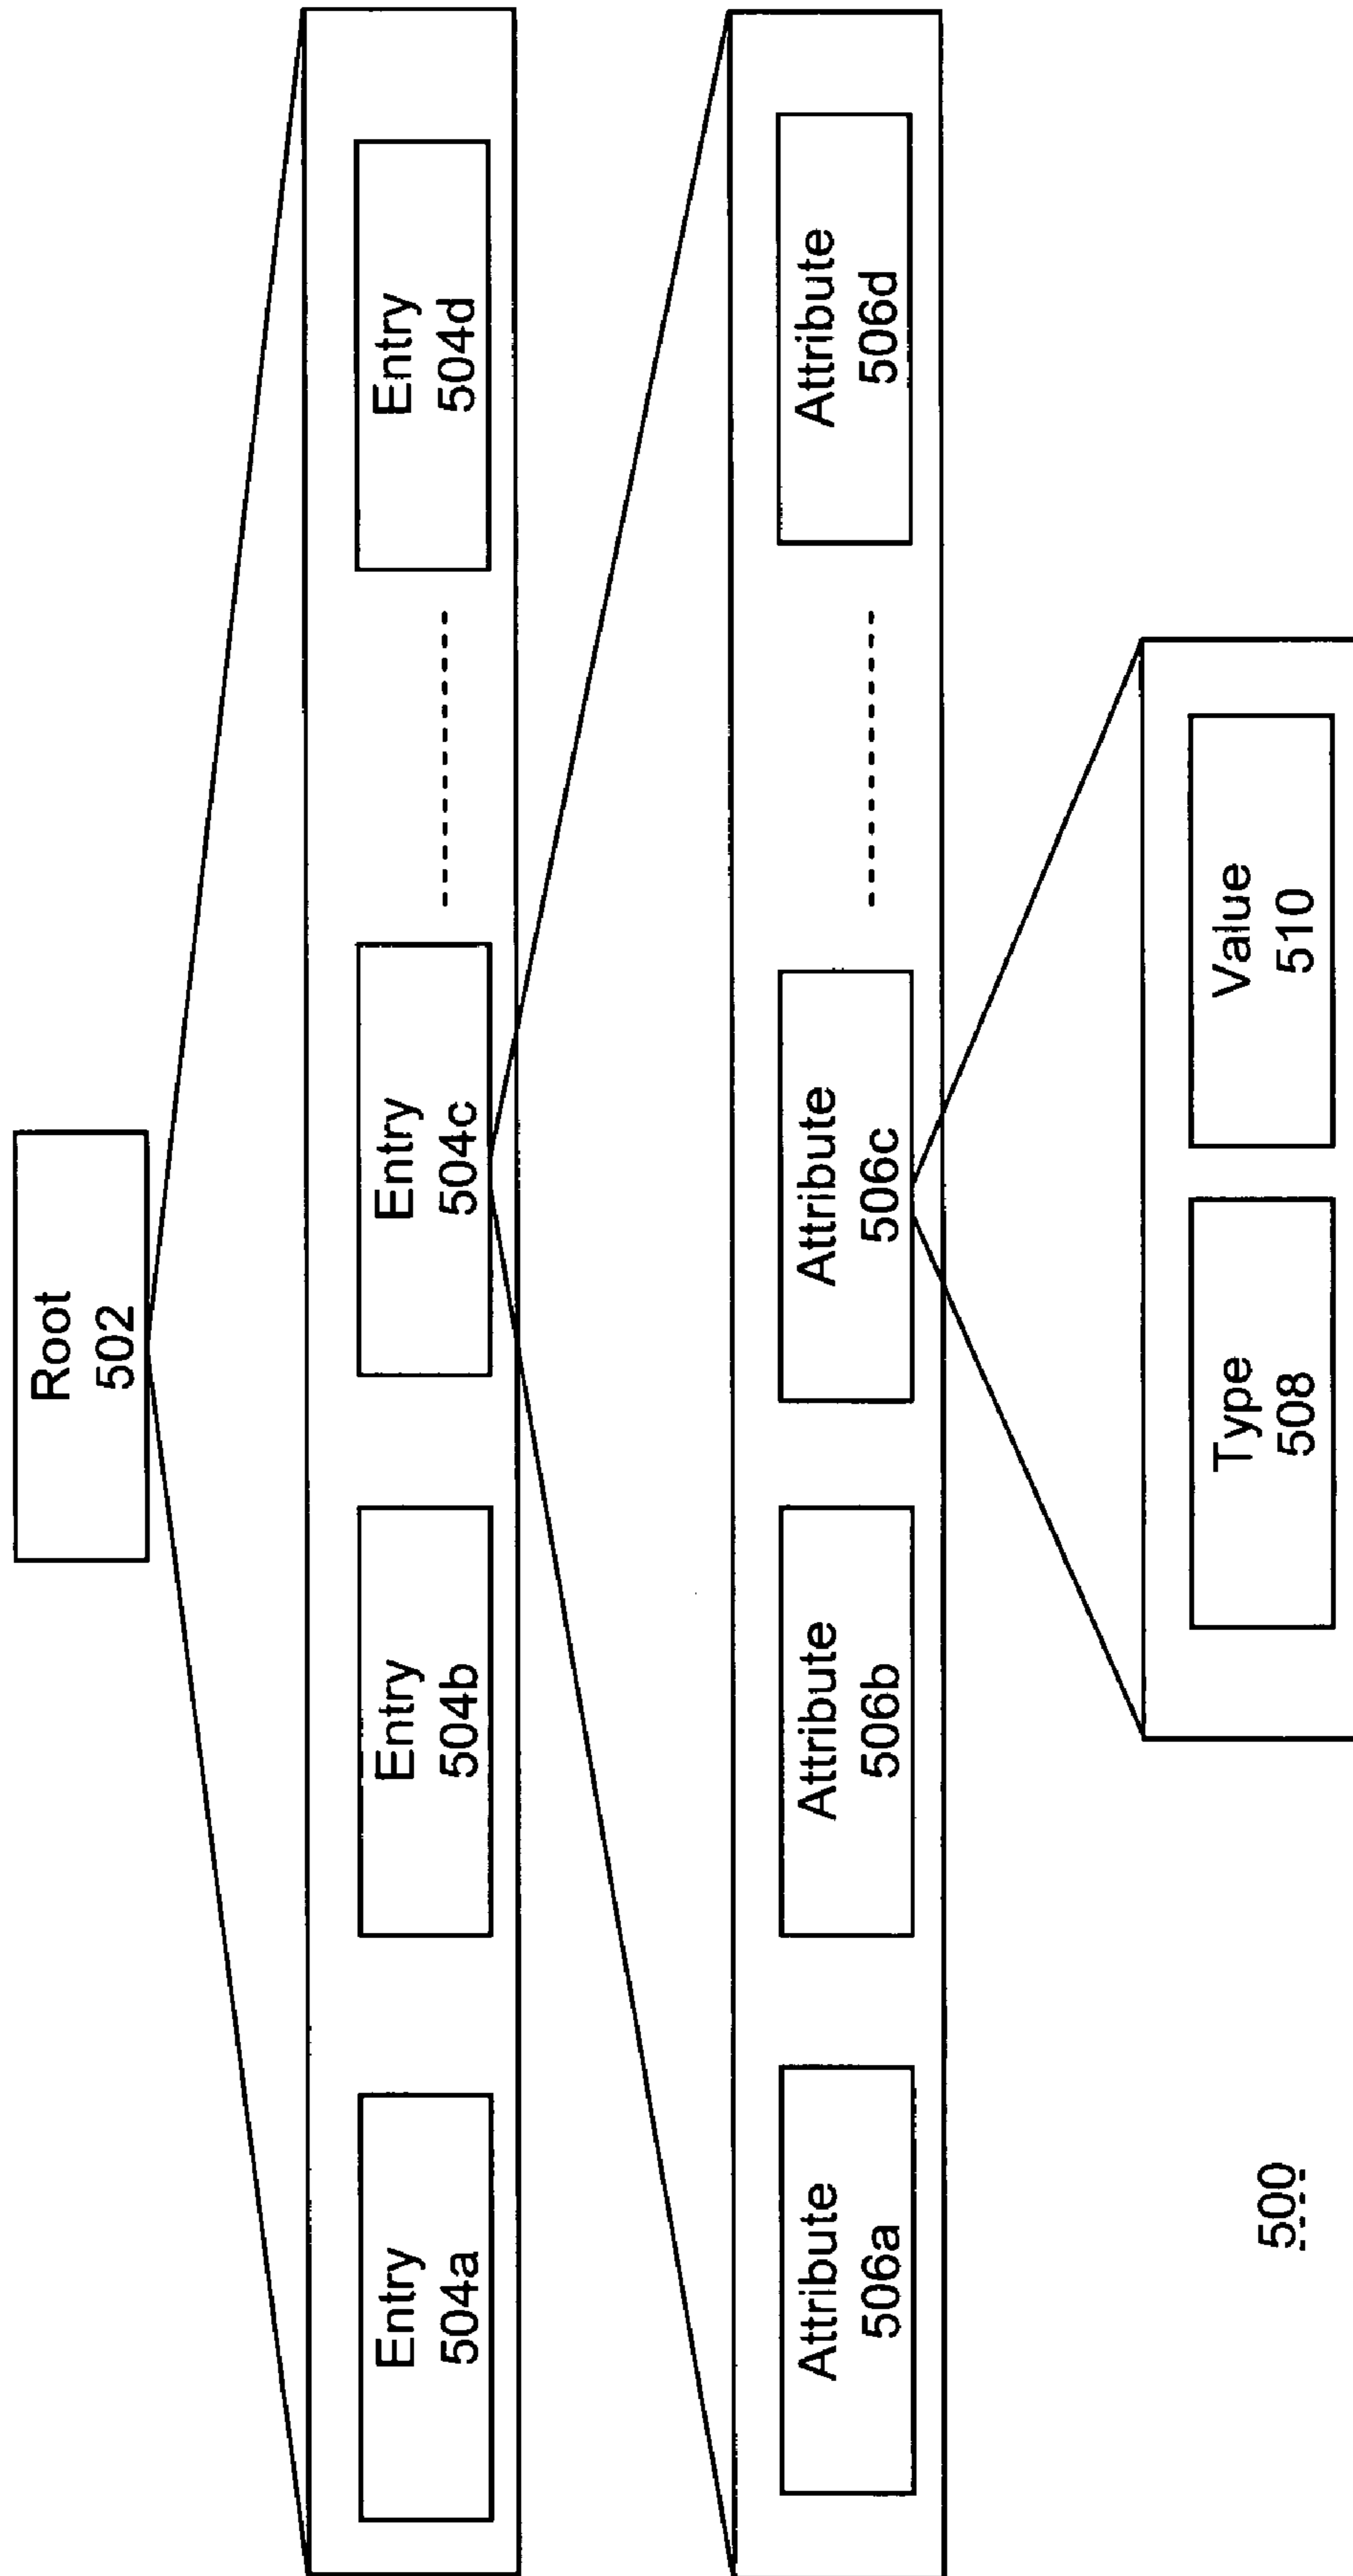 Root
502
Entry
504a
Entry
504b
Entry
504c
Entry
504d
Attribute
506a
Attribute
506b
Attribute
506c
Attribute
506d
Type
508
Value
510
500